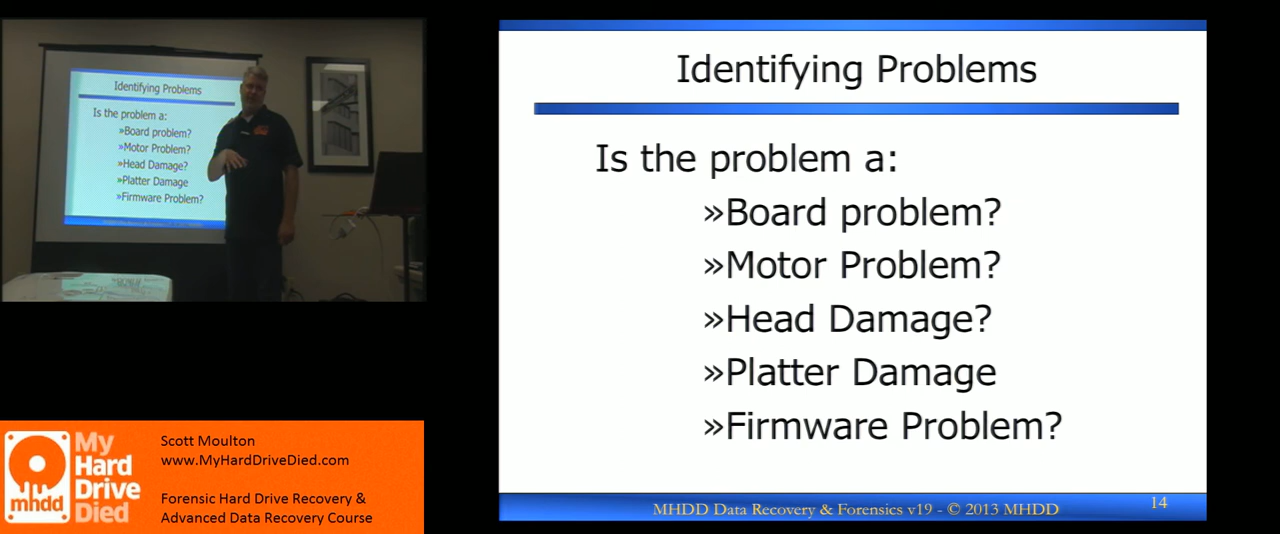 Identifying Problems
Is the problem a:
»Board problem?
»Motor Problem?
»Head Damage?
»Platter Damage
»Firmware Problem?
Identifying Problems
Is the problem a:
»Board problem?
»Motor Problem?
»Head Damage?
»Platter Damage
»Firmware Problem?
MHDD Data Recovery & Forensics v19 - © 2013 MHDD
14
mhdd
My
Hard
Drive
Died
Scott Moulton
www.MyHardDriveDied.com
Forensic Hard Drive Recovery &
Advanced Data Recovery Course